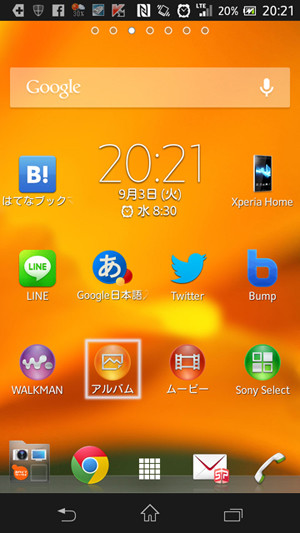 LTE 20% 20:21
Google
20:21
9月3日 (火)
水 8:30
B!
はてなブック
Xperia Home
LINE
LINE
あ
Google日本語
Twitter
Bump
WALKMAN
アルバム
ムービー
Sony Select